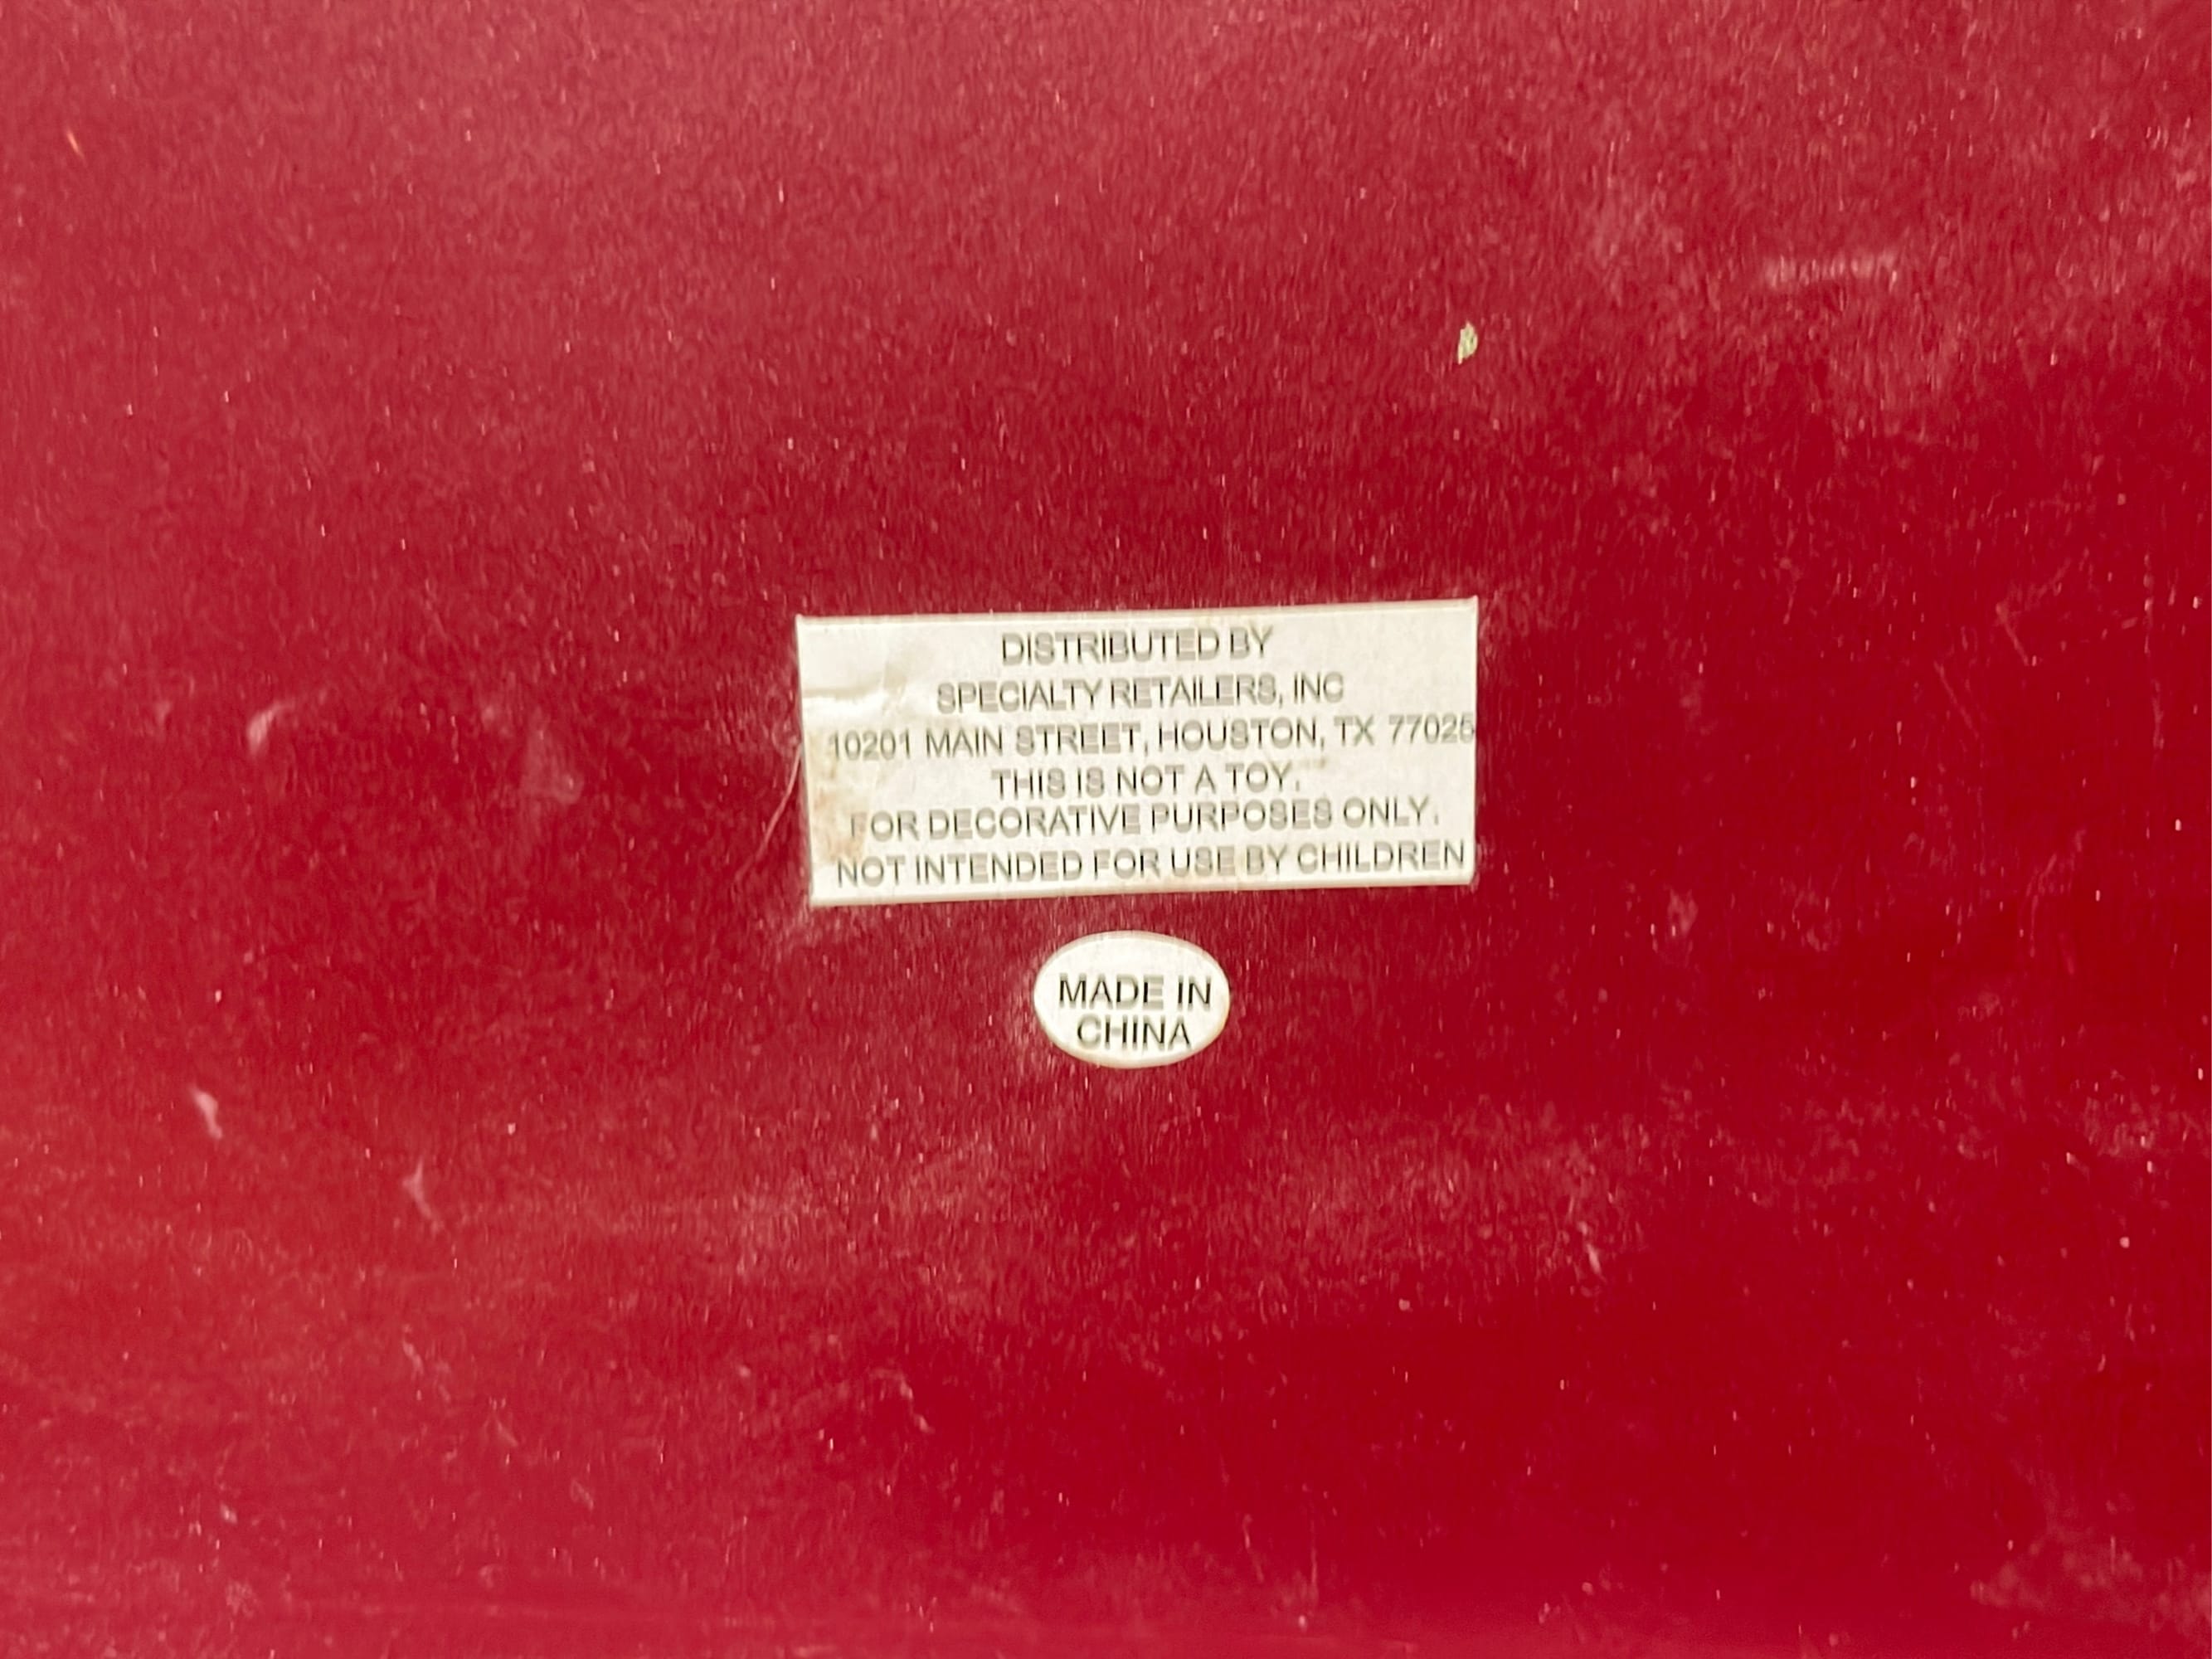 DISTRIBUTED BY
SPECIALTY RETAILERS, INC
10201 MAIN STREET, HOUSTON, TX 77025
THIS IS NOT A TOY.
FOR DECORATIVE PURPOSES ONLY.
NOT INTENDED FOR USE BY CHILDREN
MADE IN
CHINA